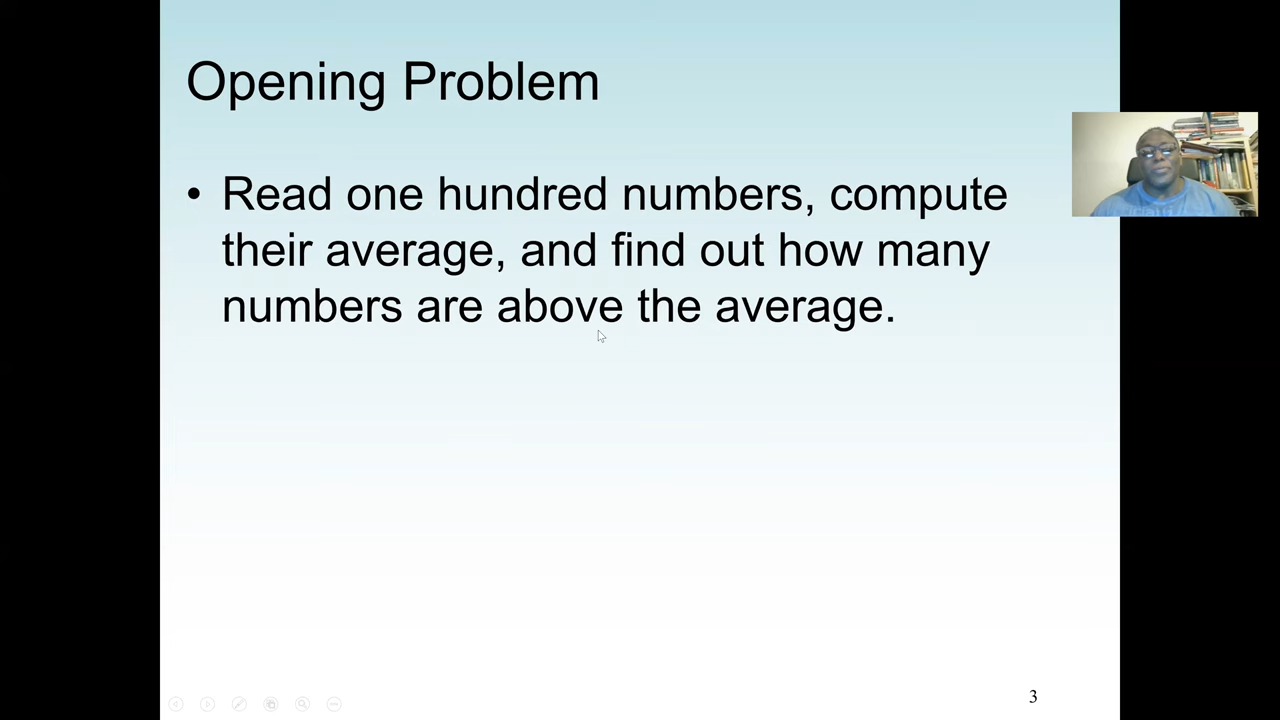 Opening Problem
• Read one hundred numbers, compute
their average, and find out how many
numbers are above the average.
3